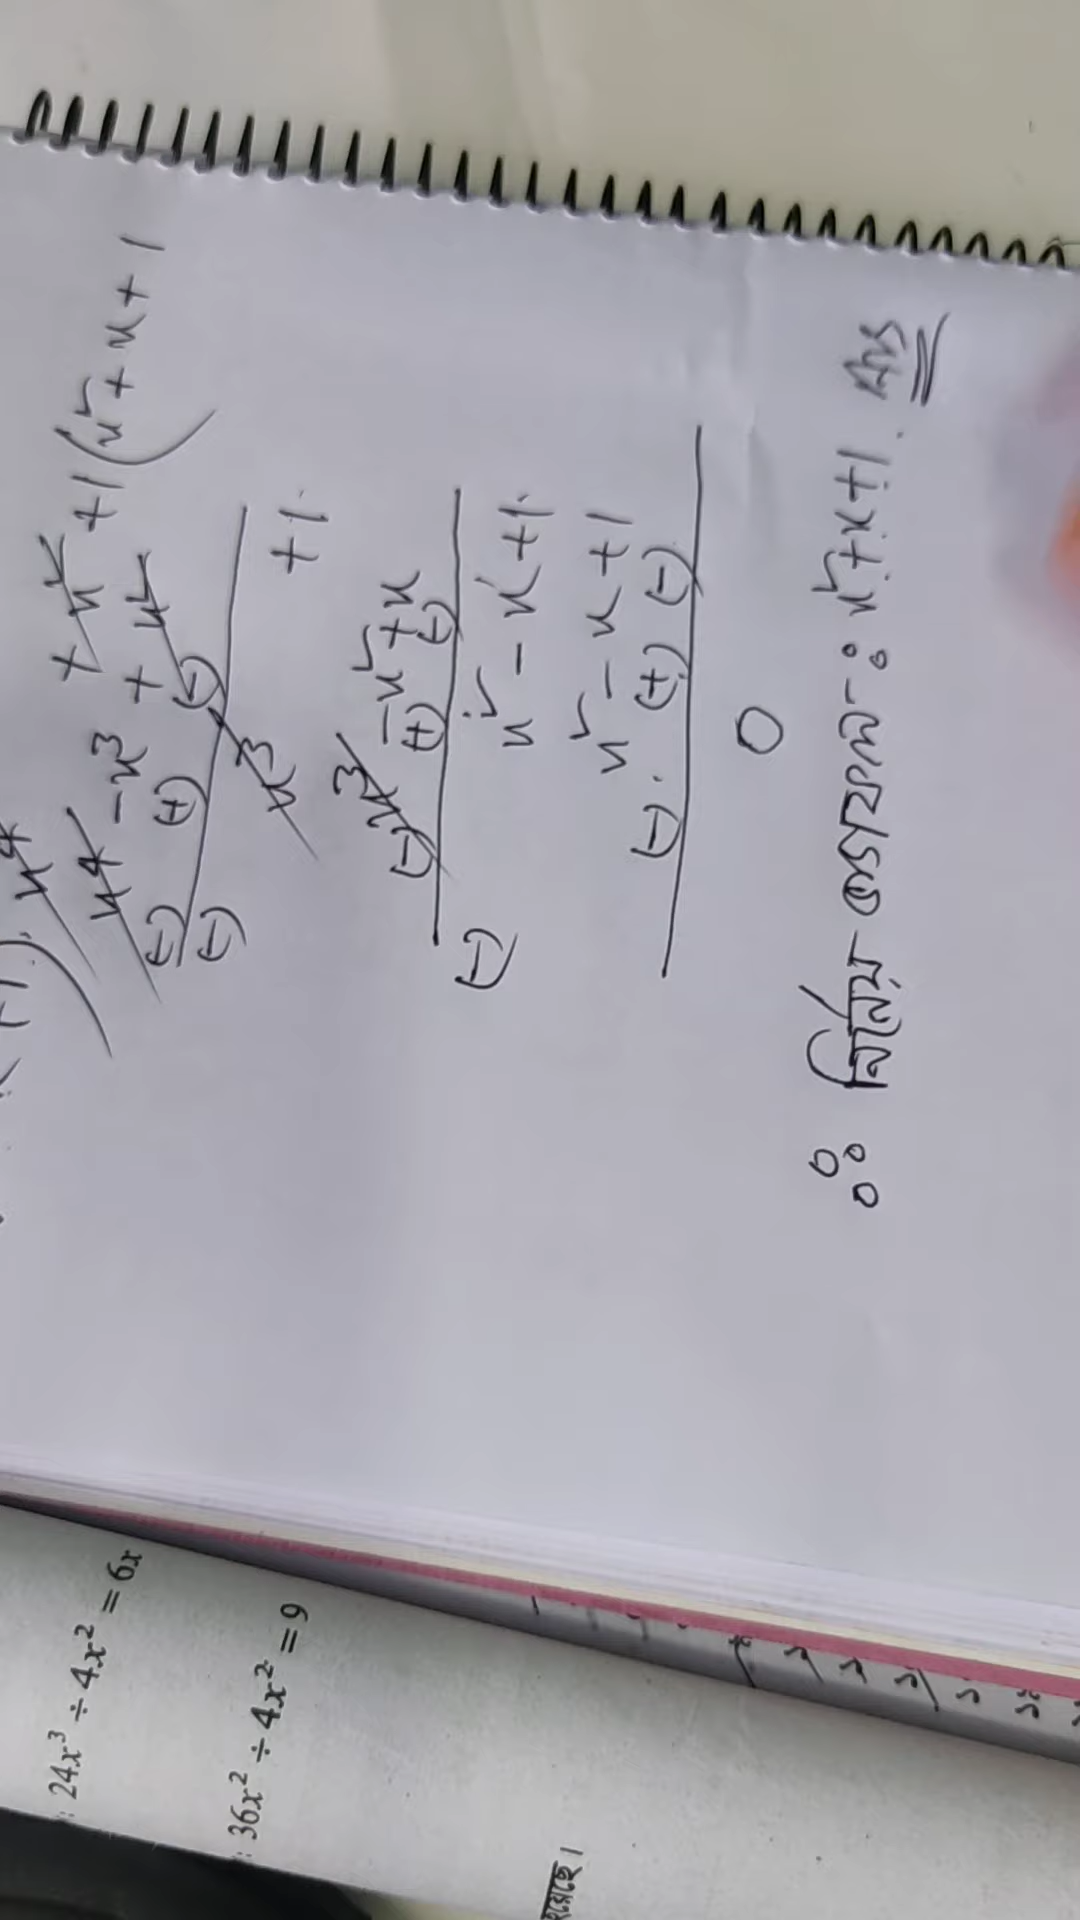 x⁴ + x² + 1 ( x² + x + 1
x⁴ - x³ + x²
(-) (+) (-)
(-)
x³ + 1
x³ - x² + x
(-) (+) (-)
(-)
x² - x + 1
x² - x + 1
(-) (+) (-)
0
∴ নির্ণেয় ভাগফল : x² + x + 1. Ans
: 24x³ ÷ 4x² = 6x
: 36x² ÷ 4x² = 9